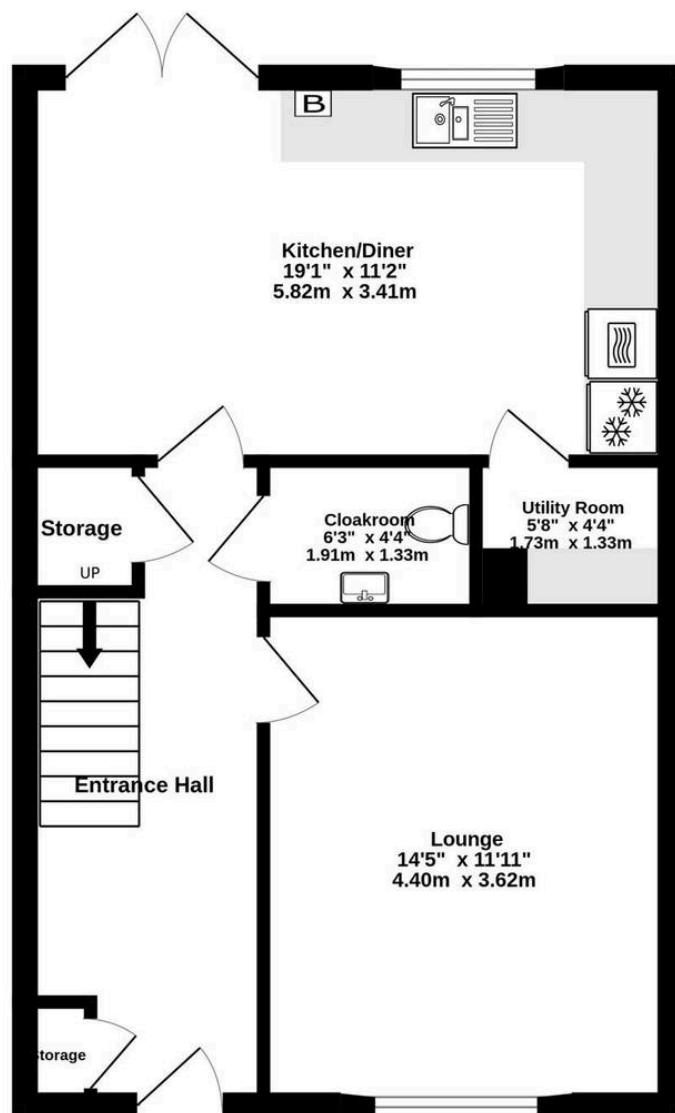 B
Kitchen/Diner
19'1" x 11'2"
5.82m x 3.41m
Storage
UP
Cloakroom
6'3" x 4'4"
1.91m x 1.33m
Utility Room
5'8" x 4'4"
1.73m x 1.33m
Entrance Hall
Lounge
14'5" x 11'11"
4.40m x 3.62m
Storage